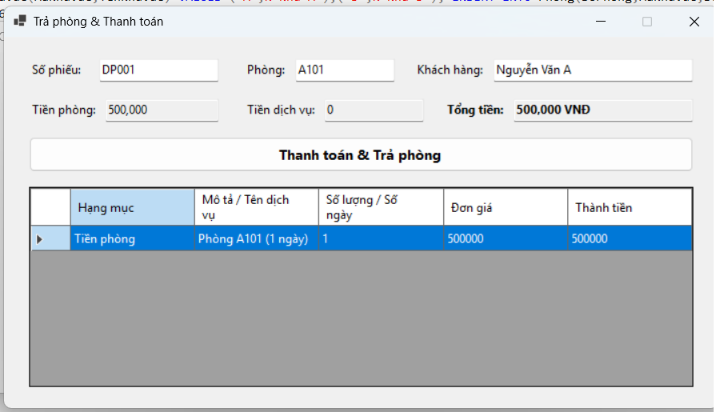 Trả phòng & Thanh toán
Số phiếu: DP001 Phòng: A101 Khách hàng: Nguyễn Văn A
Tiền phòng: 500,000 Tiền dịch vụ: 0 Tổng tiền: 500,000 VNĐ
Thanh toán & Trả phòng
Hạng mục Mô tả / Tên dịch vụ Số lượng / Số ngày Đơn giá Thành tiền
Tiền phòng Phòng A101 (1 ngày) 1 500000 500000